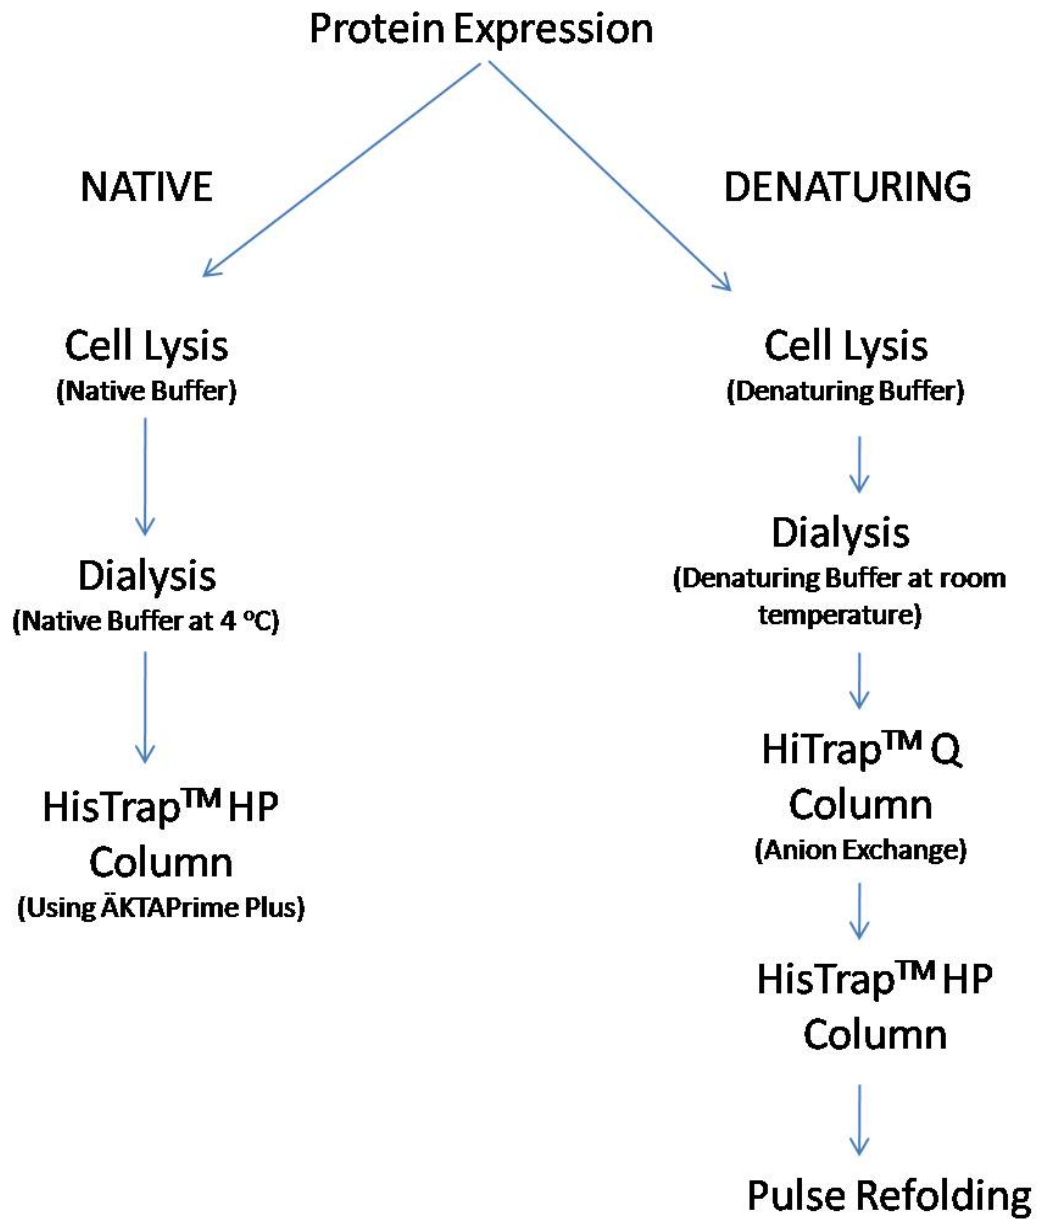 Protein Expression
NATIVE
Cell Lysis
(Native Buffer)
Dialysis
(Native Buffer at 4 ºC)
HisTrap™ HP
Column
(Using ÄKTAPrime Plus)
DENATURING
Cell Lysis
(Denaturing Buffer)
Dialysis
(Denaturing Buffer at room
temperature)
HiTrap™ Q
Column
(Anion Exchange)
HisTrap™ HP
Column
Pulse Refolding